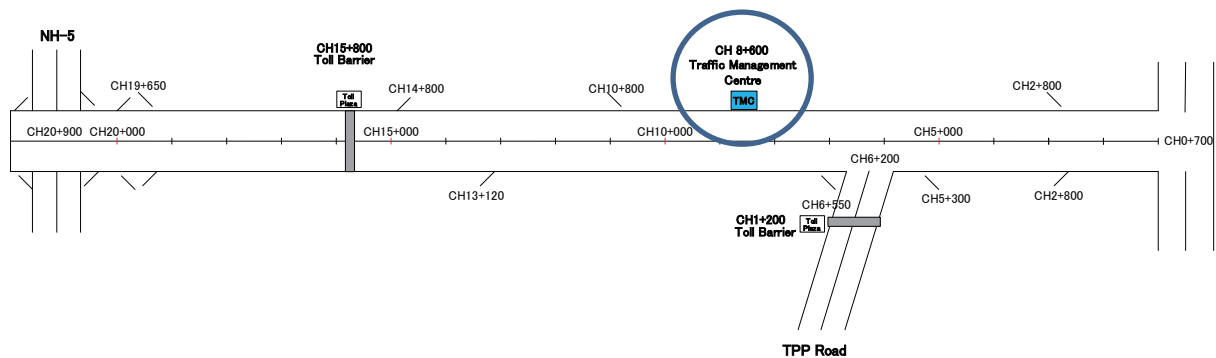 NH-5
CH15+800
Toll Barrier
CH 8+600
Traffic Management
Centre
CH19+650
Toll
Plaza
CH14+800
CH10+800
TMC
CH2+800
CH20+900
CH20+000
CH15+000
CH10+000
CH5+000
CH0+700
CH6+200
CH13+120
CH6+550
CH5+300
CH2+800
CH1+200
Toll Barrier
Toll
Plaza
TPP Road